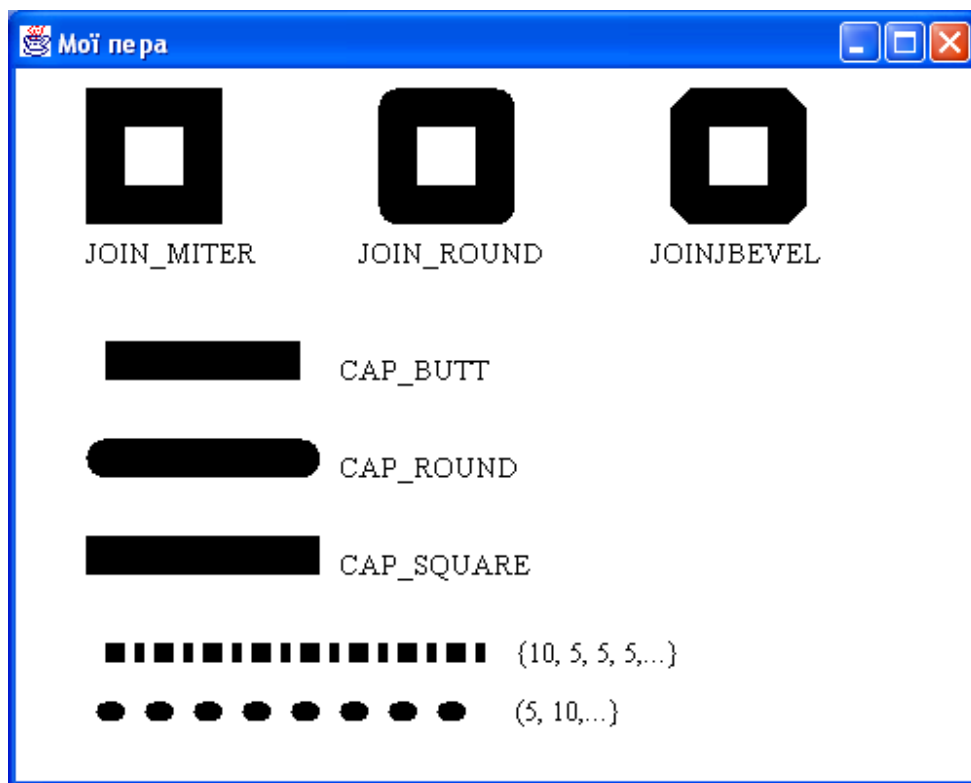 Мої пера
JOIN_MITER JOIN_ROUND JOINJBEVEL
CAP_BUTT
CAP_ROUND
CAP_SQUARE
{10, 5, 5, 5,...}
(5, 10,...}